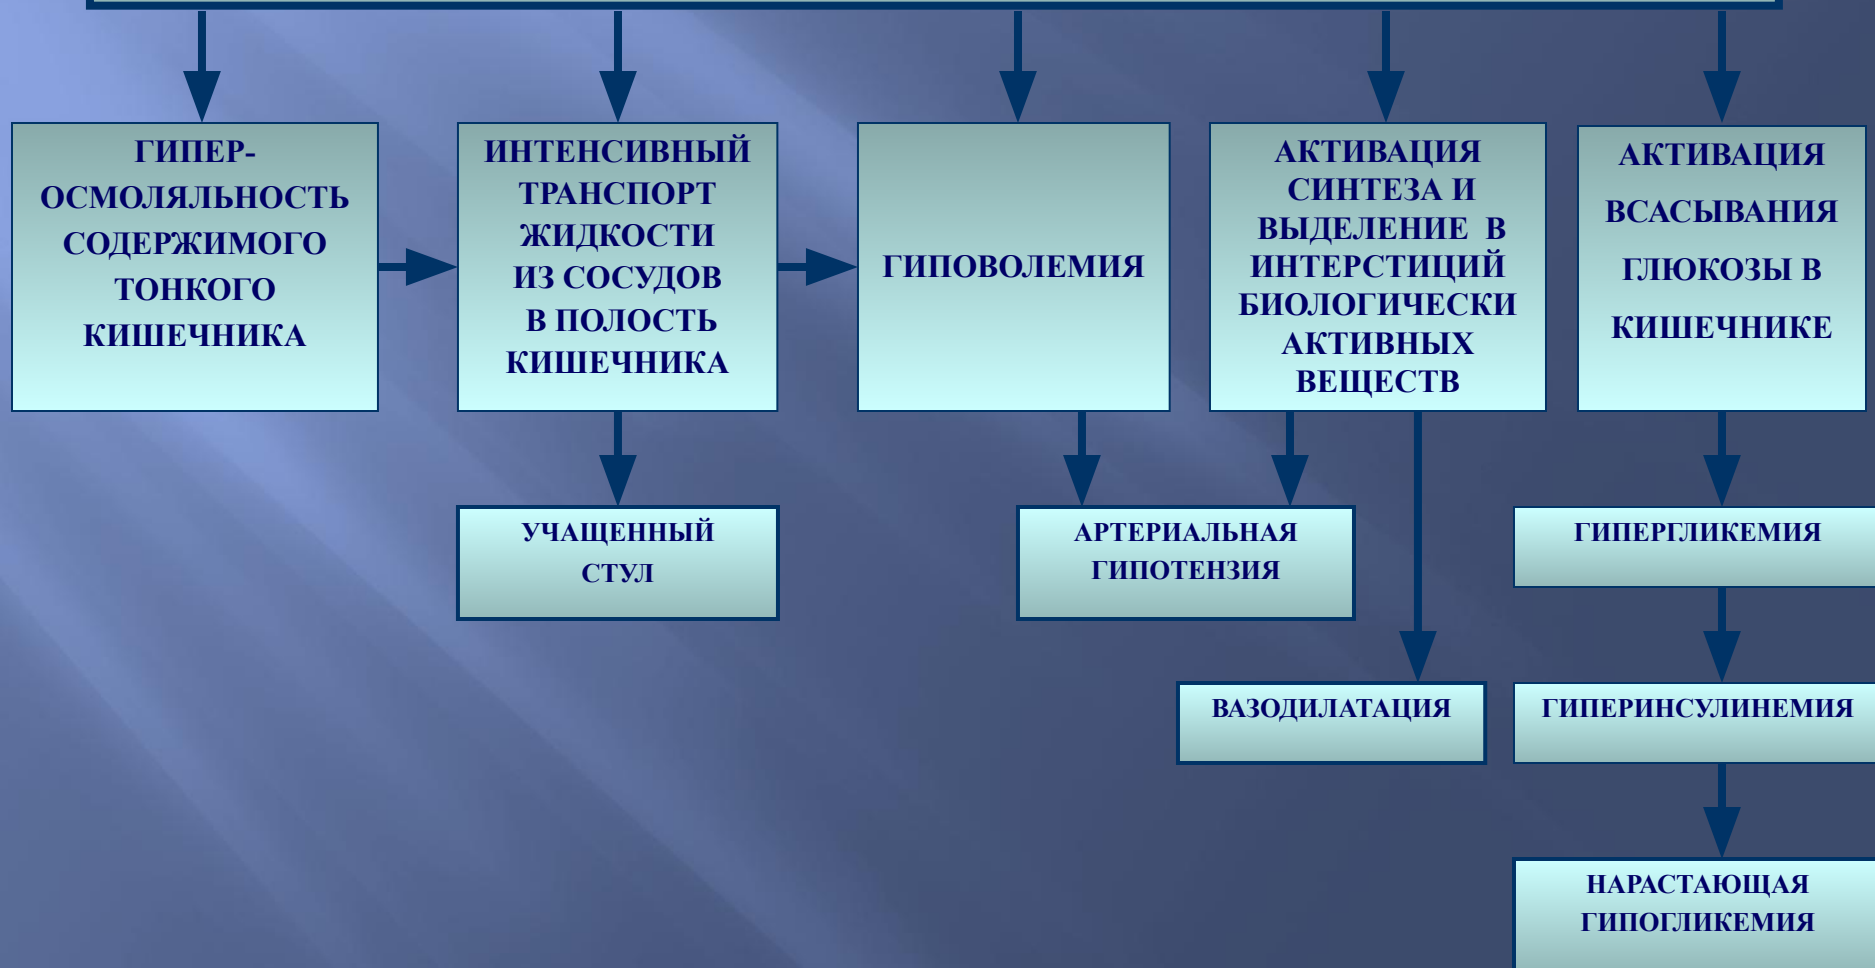 ГИПЕР-
ОСМОЛЯЛЬНОСТЬ
СОДЕРЖИМОГО
ТОНКОГО
КИШЕЧНИКА
ИНТЕНСИВНЫЙ
ТРАНСПОРТ
ЖИДКОСТИ
ИЗ СОСУДОВ
В ПОЛОСТЬ
КИШЕЧНИКА
ГИПОВОЛЕМИЯ
АКТИВАЦИЯ
СИНТЕЗА И
ВЫДЕЛЕНИЕ В
ИНТЕРСТИЦИЙ
БИОЛОГИЧЕСКИ
АКТИВНЫХ
ВЕЩЕСТВ
АКТИВАЦИЯ
ВСАСЫВАНИЯ
ГЛЮКОЗЫ В
КИШЕЧНИКЕ
УЧАЩЕННЫЙ
СТУЛ
АРТЕРИАЛЬНАЯ
ГИПОТЕНЗИЯ
ГИПЕРГЛИКЕМИЯ
ВАЗОДИЛАТАЦИЯ
ГИПЕРИНСУЛИНЕМИЯ
НАРАСТАЮЩАЯ
ГИПОГЛИКЕМИЯ